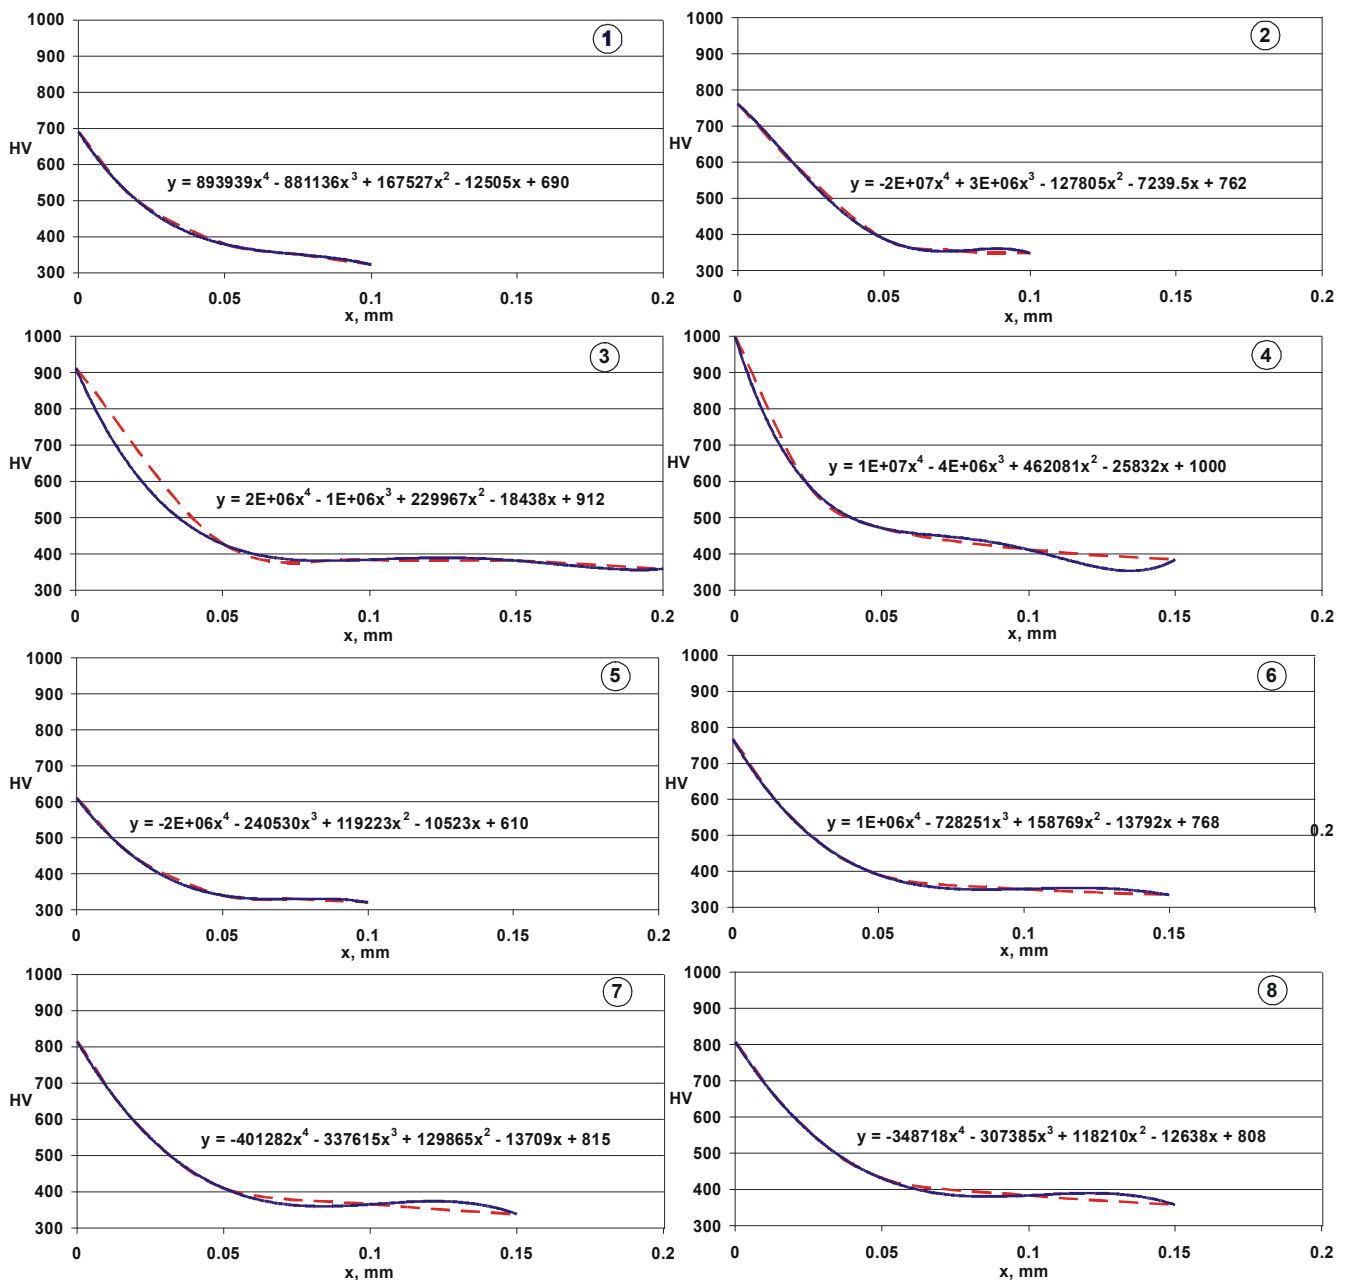 1000
900
800
700
600
500
400
300
HV
1
y = 893939x⁴ - 881136x³ + 167527x² - 12505x + 690
0 0.05 0.1 0.15 0.2
x, mm
1000
900
800
700
600
500
400
300
HV
2
y = -2E+07x⁴ + 3E+06x³ - 127805x² - 7239.5x + 762
0 0.05 0.1 0.15 0.2
x, mm
1000
900
800
700
600
500
400
300
HV
3
y = 2E+06x⁴ - 1E+06x³ + 229967x² - 18438x + 912
0 0.05 0.1 0.15 0.2
x, mm
1000
900
800
700
600
500
400
300
HV
4
y = 1E+07x⁴ - 4E+06x³ + 462081x² - 25832x + 1000
0 0.05 0.1 0.15 0.2
x, mm
1000
900
800
700
600
500
400
300
HV
5
y = -2E+06x⁴ - 240530x³ + 119223x² - 10523x + 610
0 0.05 0.1 0.15 0.2
x, mm
1000
900
800
700
600
500
400
300
HV
6
y = 1E+06x⁴ - 728251x³ + 158769x² - 13792x + 768
0.2
0 0.05 0.1 0.15
x, mm
1000
900
800
700
600
500
400
300
HV
7
y = -401282x⁴ - 337615x³ + 129865x² - 13709x + 815
0 0.05 0.1 0.15 0.2
x, mm
1000
900
800
700
600
500
400
300
HV
8
y = -348718x⁴ - 307385x³ + 118210x² - 12638x + 808
0 0.05 0.1 0.15 0.2
x, mm